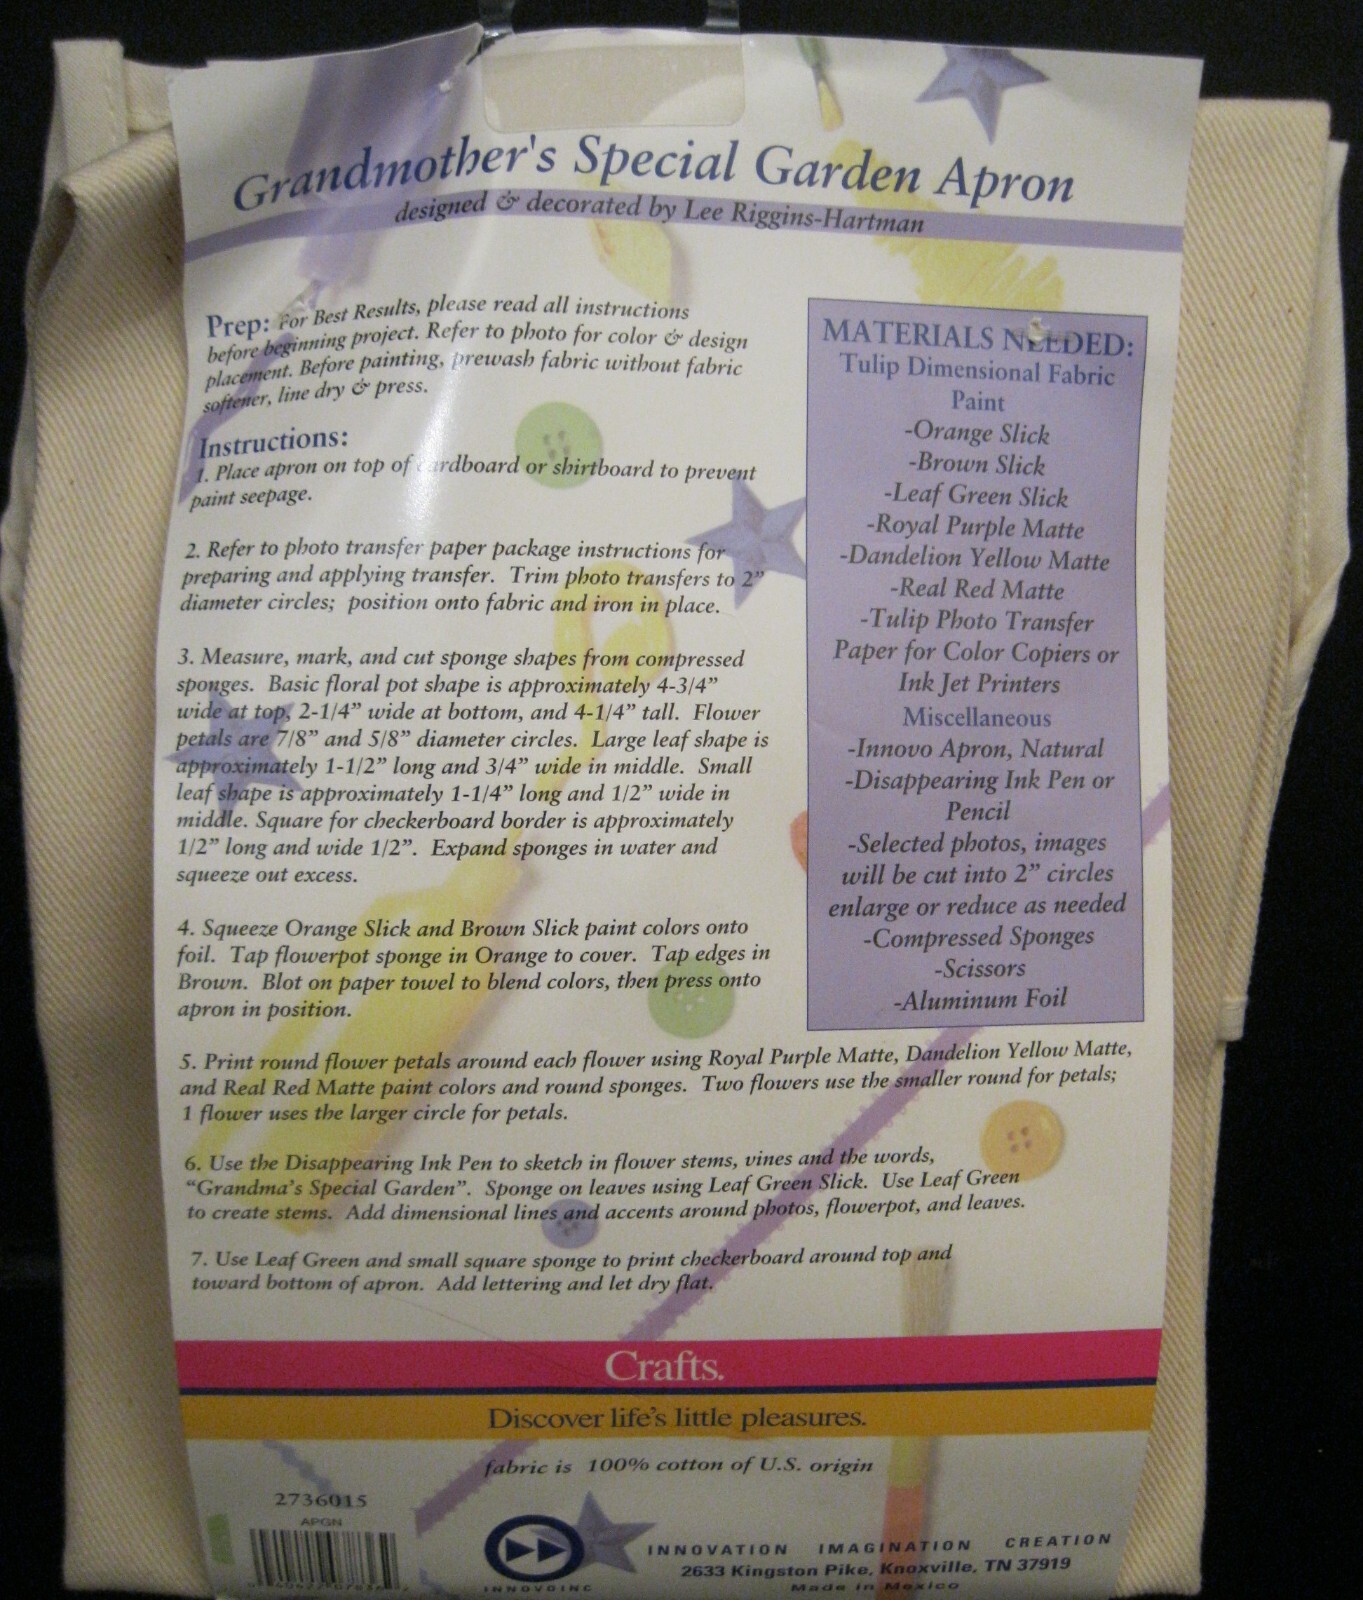 Grandmother's Special Garden Apron
designed & decorated by Lee Riggins-Hartman
Prep: For Best Results, please read all instructions
before beginning project. Refer to photo for color & design
placement. Before painting, prewash fabric without fabric
softener, line dry & press.
Instructions:
1. Place apron on top of cardboard or shirtboard to prevent
paint seepage.
2. Refer to photo transfer paper package instructions for
preparing and applying transfer. Trim photo transfers to 2”
diameter circles; position onto fabric and iron in place.
3. Measure, mark, and cut sponge shapes from compressed
sponges. Basic floral pot shape is approximately 4-3/4”
wide at top, 2-1/4” wide at bottom, and 4-1/4” tall. Flower
petals are 7/8” and 5/8” diameter circles. Large leaf shape is
approximately 1-1/2” long and 3/4” wide in middle. Small
leaf shape is approximately 1-1/4” long and 1/2” wide in
middle. Square for checkerboard border is approximately
1/2” long and wide 1/2”. Expand sponges in water and
squeeze out excess.
4. Squeeze Orange Slick and Brown Slick paint colors onto
foil. Tap flowerpot sponge in Orange to cover. Tap edges in
Brown. Blot on paper towel to blend colors, then press onto
apron in position.
5. Print round flower petals around each flower using Royal Purple Matte, Dandelion Yellow Matte,
and Real Red Matte paint colors and round sponges. Two flowers use the smaller round for petals;
1 flower uses the larger circle for petals.
6. Use the Disappearing Ink Pen to sketch in flower stems, vines and the words,
“Grandma's Special Garden”. Sponge on leaves using Leaf Green Slick. Use Leaf Green
to create stems. Add dimensional lines and accents around photos, flowerpot, and leaves.
7. Use Leaf Green and small square sponge to print checkerboard around top and
toward bottom of apron. Add lettering and let dry flat.
MATERIALS NEEDED:
Tulip Dimensional Fabric
Paint
-Orange Slick
-Brown Slick
-Leaf Green Slick
-Royal Purple Matte
-Dandelion Yellow Matte
-Real Red Matte
-Tulip Photo Transfer
Paper for Color Copiers or
Ink Jet Printers
Miscellaneous
-Innovo Apron, Natural
-Disappearing Ink Pen or
Pencil
-Selected photos, images
will be cut into 2” circles
enlarge or reduce as needed
-Compressed Sponges
-Scissors
-Aluminum Foil
Crafts.
Discover life's little pleasures.
fabric is 100% cotton of U.S. origin
2736015
APGN
INNOVOINC
INNOVATION IMAGINATION CREATION
2633 Kingston Pike, Knoxville, TN 37919
Made in Mexico